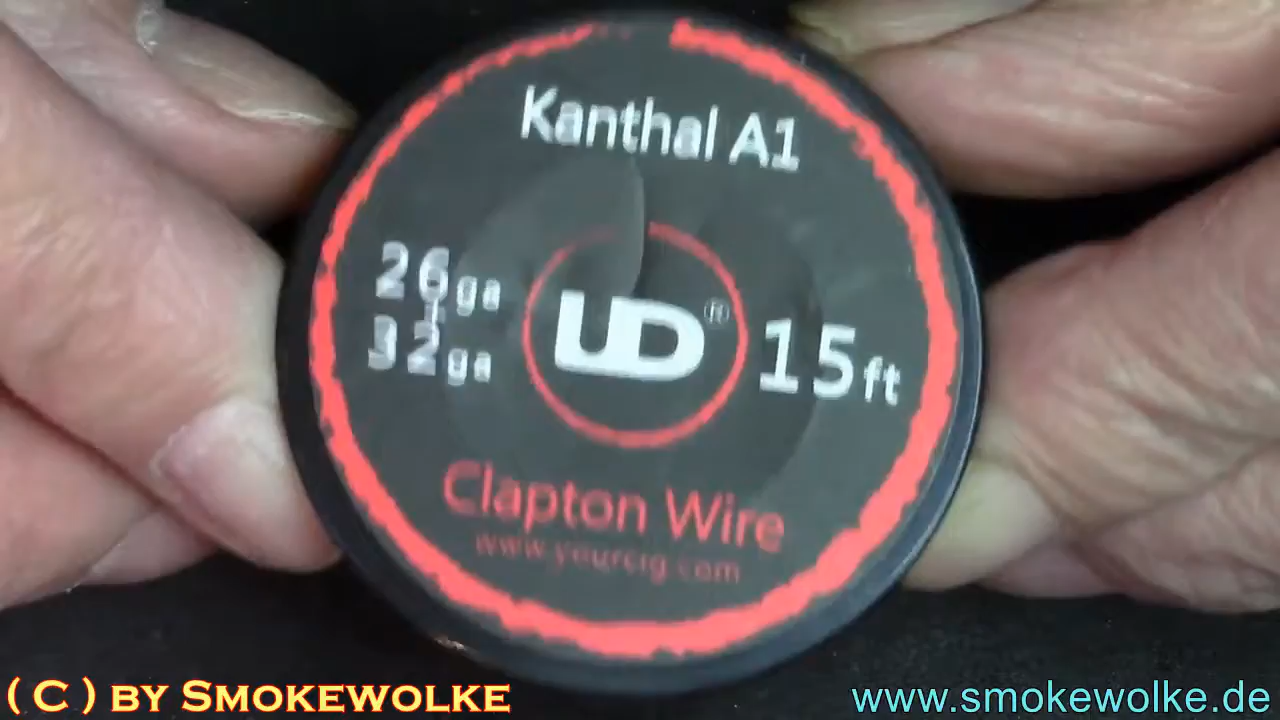 Kanthal A1
26ga
+
32ga
UD®
15ft
Clapton Wire
www.yourcig.com
(C) BY SMOKEWOLKE
www.smokewolke.de